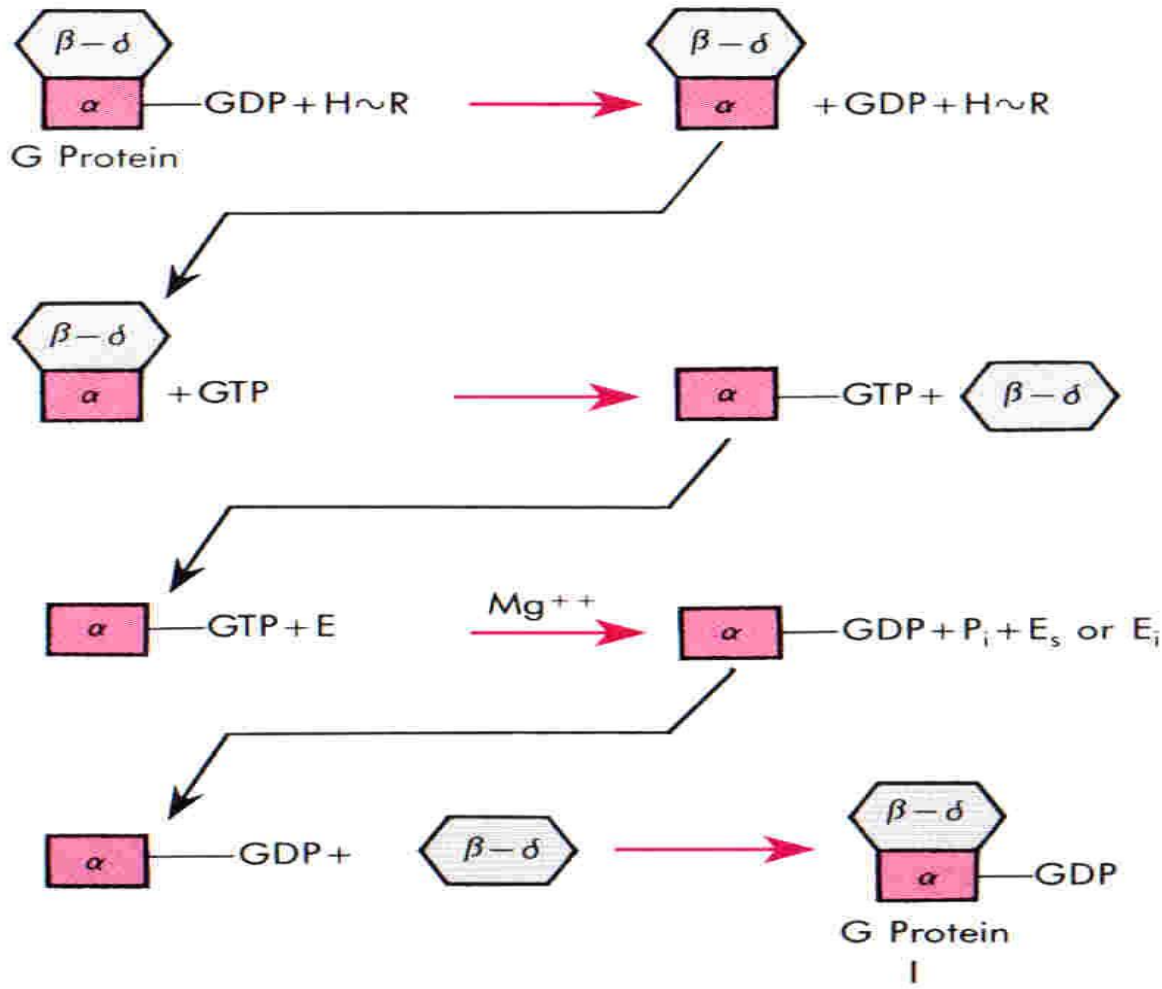 β – δ β – δ
α GDP + H∼R α + GDP + H∼R
G Protein
β – δ
α + GTP α GTP + β – δ
α GTP + E Mg⁺⁺ α GDP + Pᵢ + Eₛ or Eᵢ
α GDP + β – δ β – δ
α GDP
G Protein
I